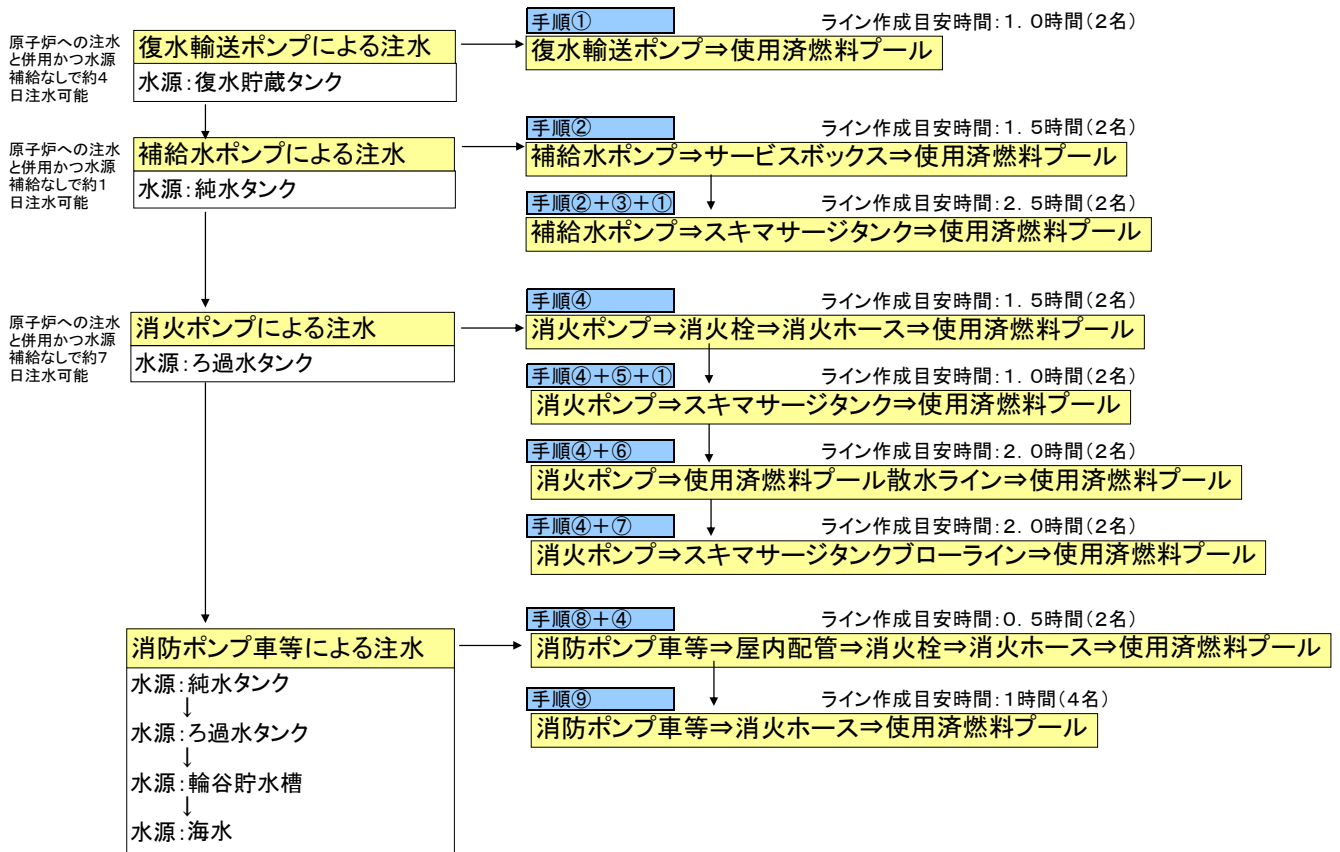 原子炉への注水
と併用かつ水源
補給なしで約4
日注水可能
復水輸送ポンプによる注水
水源:復水貯蔵タンク
手順①
ライン作成目安時間:1．0時間(2名)
復水輸送ポンプ⇒使用済燃料プール
原子炉への注水
と併用かつ水源
補給なしで約1
日注水可能
補給水ポンプによる注水
水源:純水タンク
手順②
ライン作成目安時間:1．5時間(2名)
補給水ポンプ⇒サービスボックス⇒使用済燃料プール
手順②＋③＋①
ライン作成目安時間:2．5時間(2名)
補給水ポンプ⇒スキマサージタンク⇒使用済燃料プール
原子炉への注水
と併用かつ水源
補給なしで約7
日注水可能
消火ポンプによる注水
水源:ろ過水タンク
手順④
ライン作成目安時間:1．5時間(2名)
消火ポンプ⇒消火栓⇒消火ホース⇒使用済燃料プール
手順④＋⑤＋①
ライン作成目安時間:1．0時間(2名)
消火ポンプ⇒スキマサージタンク⇒使用済燃料プール
手順④＋⑥
ライン作成目安時間:2．0時間(2名)
消火ポンプ⇒使用済燃料プール散水ライン⇒使用済燃料プール
手順④＋⑦
ライン作成目安時間:2．0時間(2名)
消火ポンプ⇒スキマサージタンクブローライン⇒使用済燃料プール
消防ポンプ車等による注水
水源:純水タンク
↓
水源:ろ過水タンク
↓
水源:輪谷貯水槽
↓
水源:海水
手順⑧＋④
ライン作成目安時間:0．5時間(2名)
消防ポンプ車等⇒屋内配管⇒消火栓⇒消火ホース⇒使用済燃料プール
手順⑨
ライン作成目安時間:1時間(4名)
消防ポンプ車等⇒消火ホース⇒使用済燃料プール